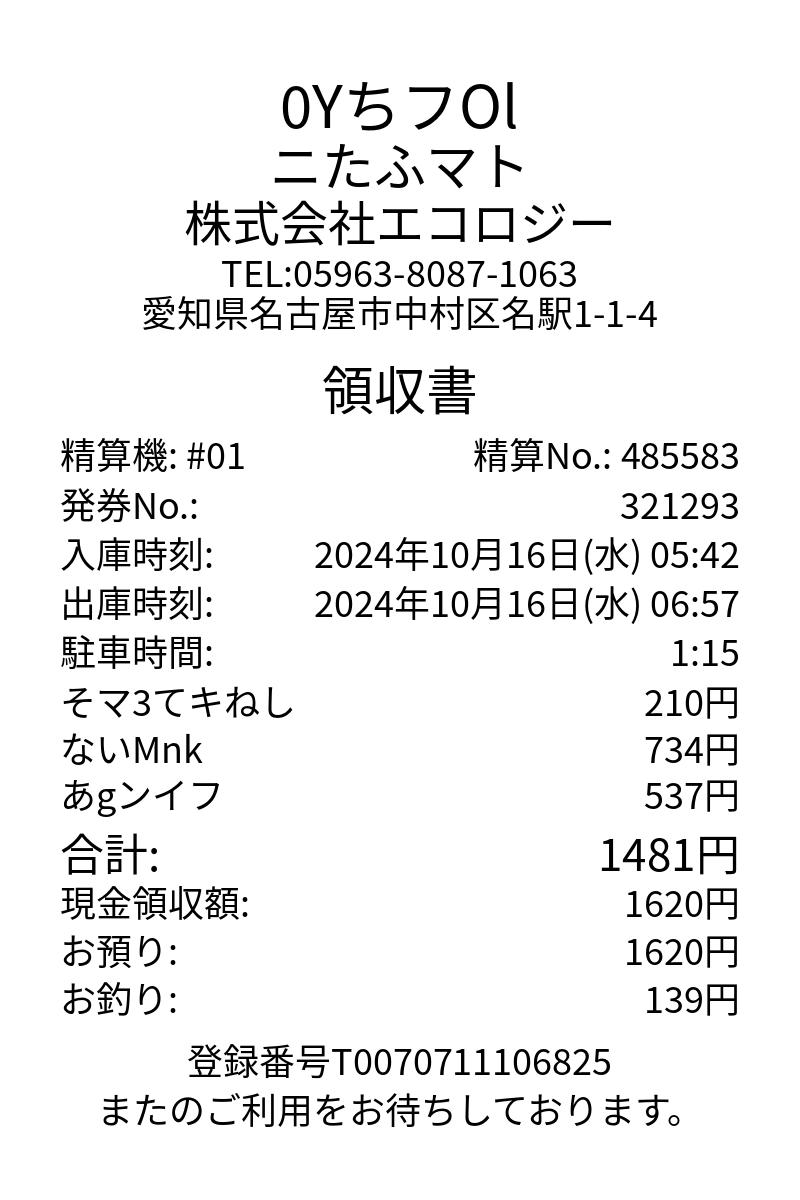 0YちフOl
ニたふマト
株式会社エコロジー
TEL:05963-8087-1063
愛知県名古屋市中村区名駅1-1-4
領収書
精算機: #01 精算No.: 485583
発券No.: 321293
入庫時刻: 2024年10月16日(水) 05:42
出庫時刻: 2024年10月16日(水) 06:57
駐車時間: 1:15
そマ3てキねし 210円
ないMnk 734円
あgンイフ 537円
合計: 1481円
現金領収額: 1620円
お預り: 1620円
お釣り: 139円
登録番号T0070711106825
またのご利用をお待ちしております。